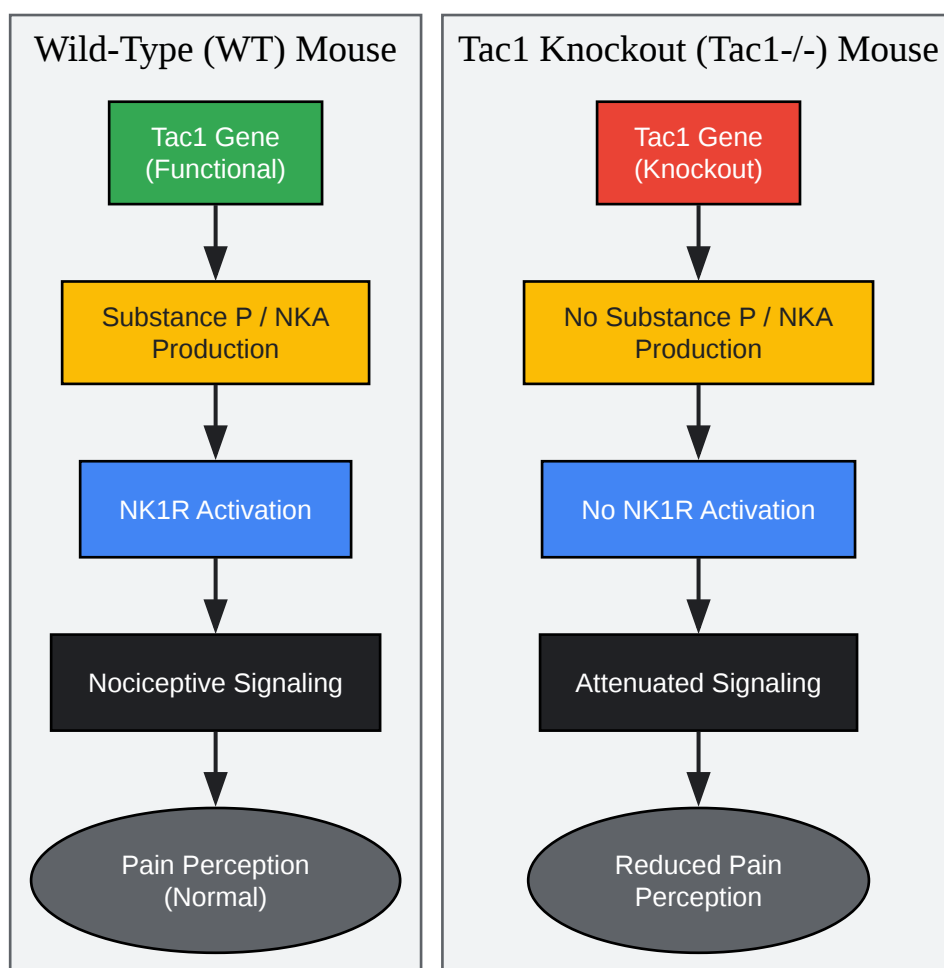 Wild-Type (WT) Mouse
Tac1 Gene
(Functional)
Substance P / NKA
Production
NK1R Activation
Nociceptive Signaling
Pain Perception
(Normal)
Tac1 Knockout (Tac1-/-) Mouse
Tac1 Gene
(Knockout)
No Substance P / NKA
Production
No NK1R Activation
Attenuated Signaling
Reduced Pain
Perception